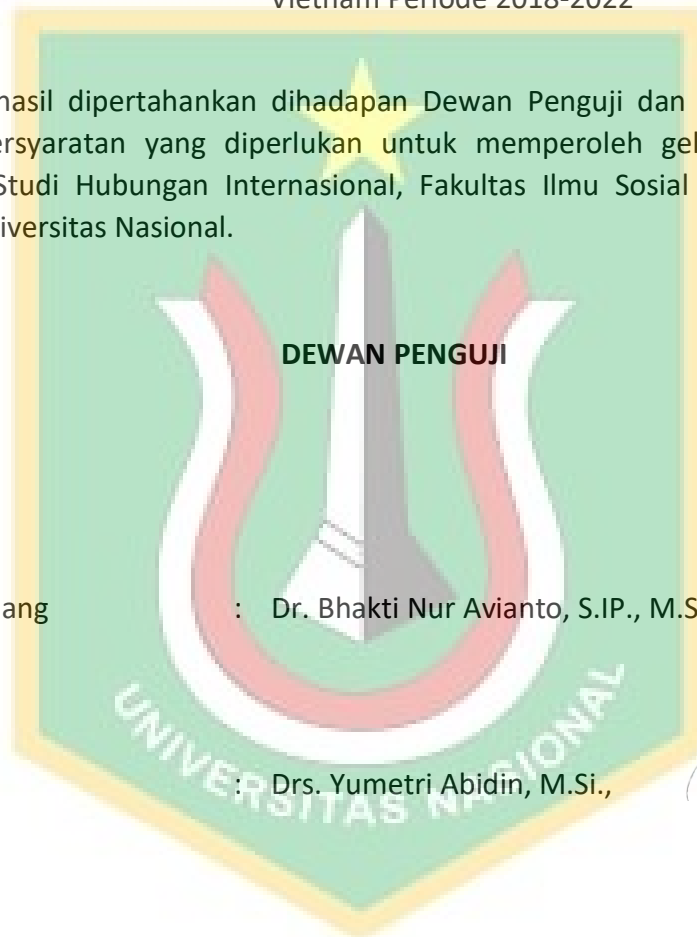 Vietnam Periode 2018-2022
hasil dipertahankan dihadapan Dewan Penguji dan
ersyaratan yang diperlukan untuk memperoleh gel
Studi Hubungan Internasional, Fakultas Ilmu Sosial
iversitas Nasional.
DEWAN PENGUJI
ang : Dr. Bhakti Nur Avianto, S.IP., M.S
: Drs. Yumetri Abidin, M.Si.,
UNIVERSITAS NASIONAL